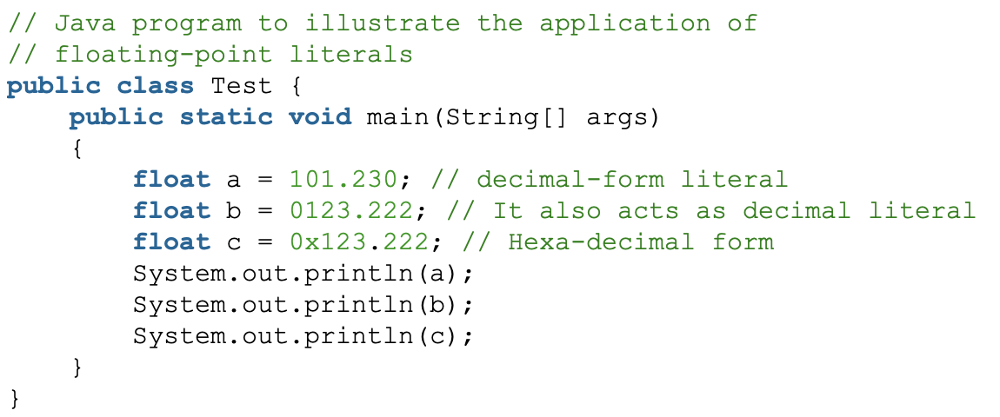 // Java program to illustrate the application of
// floating-point literals
public class Test {
    public static void main(String[] args)
    {
        float a = 101.230; // decimal-form literal
        float b = 0123.222; // It also acts as decimal literal
        float c = 0x123.222; // Hexa-decimal form
        System.out.println(a);
        System.out.println(b);
        System.out.println(c);
    }
}